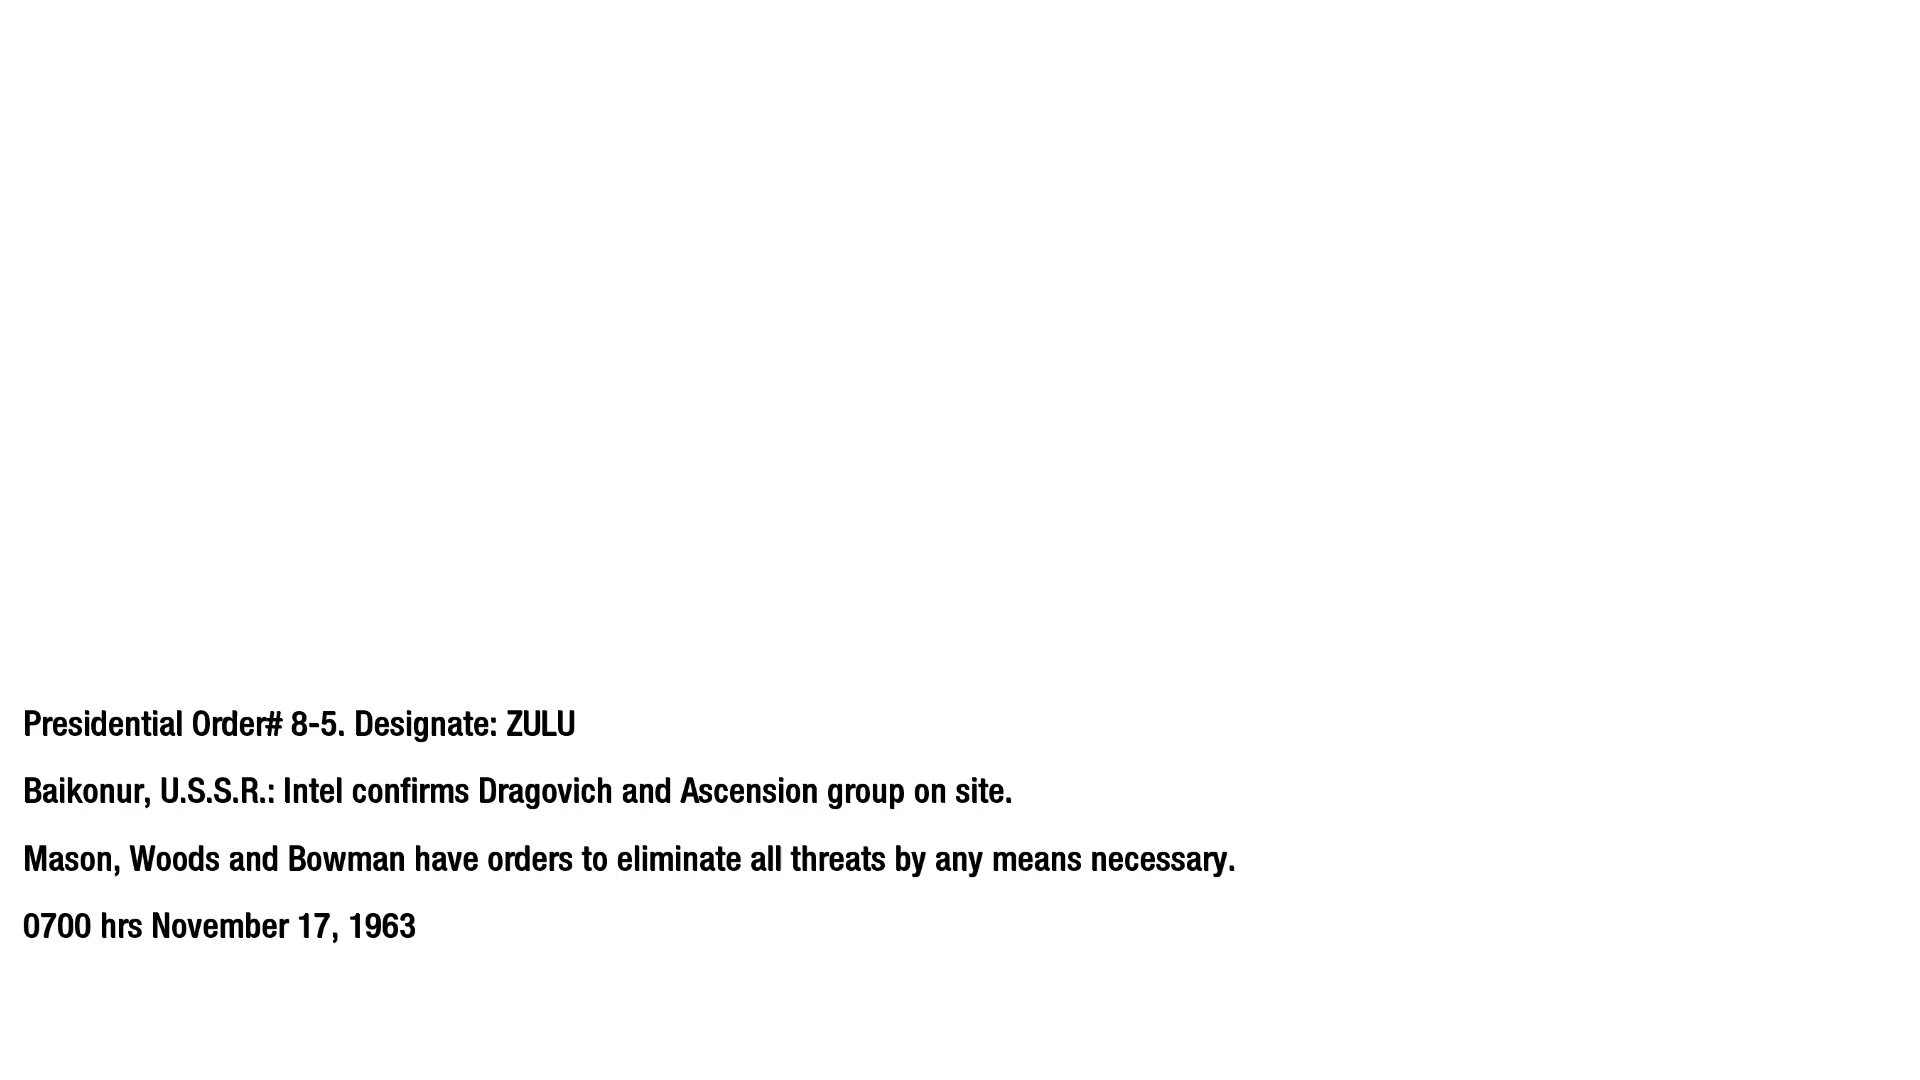 Presidential Order# 8-5. Designate: ZULU
Baikonur, U.S.S.R.: Intel confirms Dragovich and Ascension group on site.
Mason, Woods and Bowman have orders to eliminate all threats by any means necessary.
0700 hrs November 17, 1963